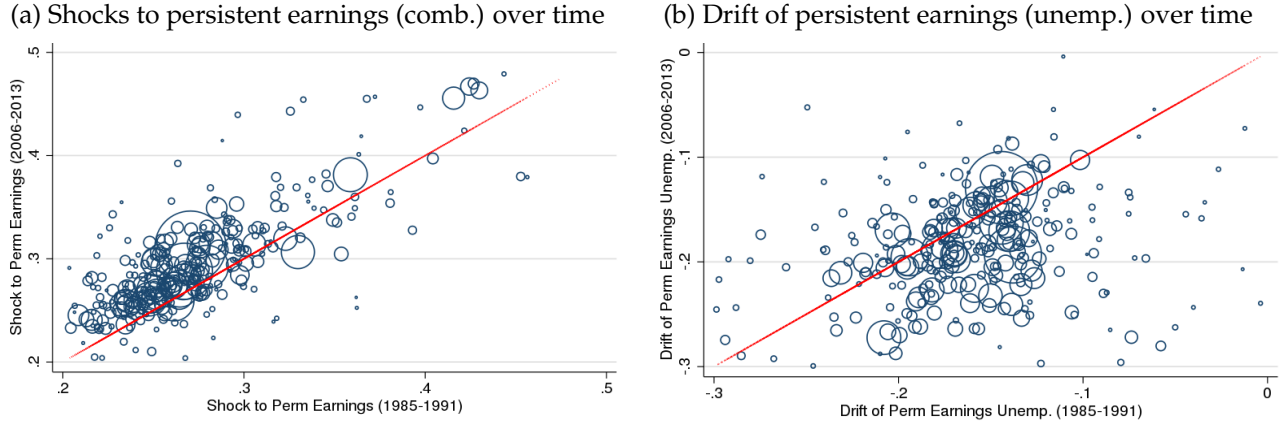 (a) Shocks to persistent earnings (comb.) over time
Shock to Perm Earnings (2006-2013)
.5
.4
.3
.2
.2 .3 .4 .5
Shock to Perm Earnings (1985-1991)
(b) Drift of persistent earnings (unemp.) over time
Drift of Perm Earnings Unemp. (2006-2013)
0
-.1
-.2
-.3
-.3 -.2 -.1 0
Drift of Perm Earnings Unemp. (1985-1991)